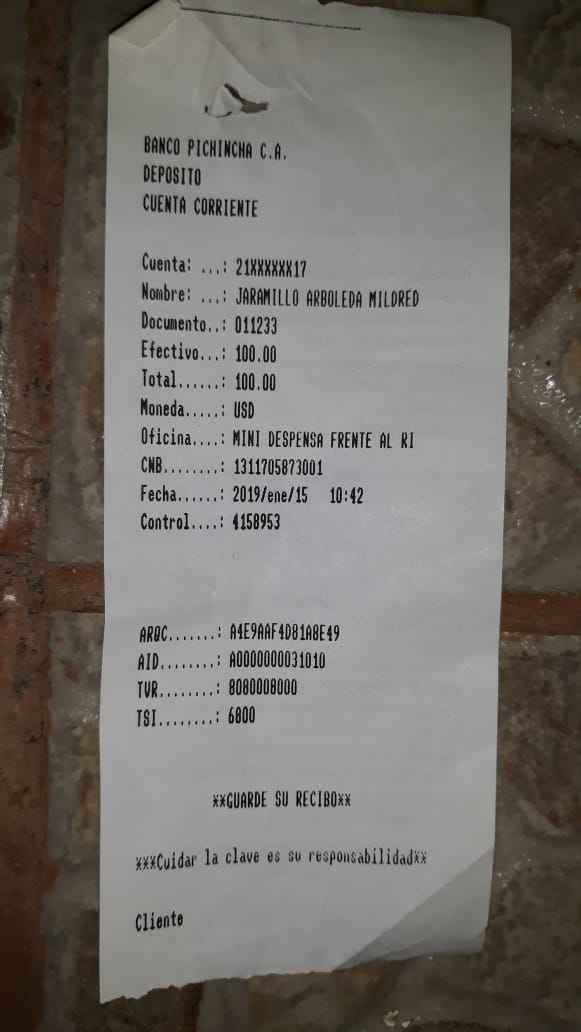 BANCO PICHINCHA C.A.
DEPOSITO
CUENTA CORRIENTE
Cuenta: ...: 21XXXXXX17
Nombre: ...: JARAMILLO ARBOLEDA MILDRED
Documento..: 011233
Efectivo...: 100.00
Total......: 100.00
Moneda.....: USD
Oficina....: MINI DESPENSA FRENTE AL RI
CNB........: 1311705873001
Fecha......: 2019/ene/15 10:42
Control....: 4158953
ARQC.......: A4E9AAF4D81A8E49
AID........: A0000000031010
TVR........: 8080008000
TSI........: 6800
**GUARDE SU RECIBO**
***Cuidar la clave es su responsabilidad**
Cliente